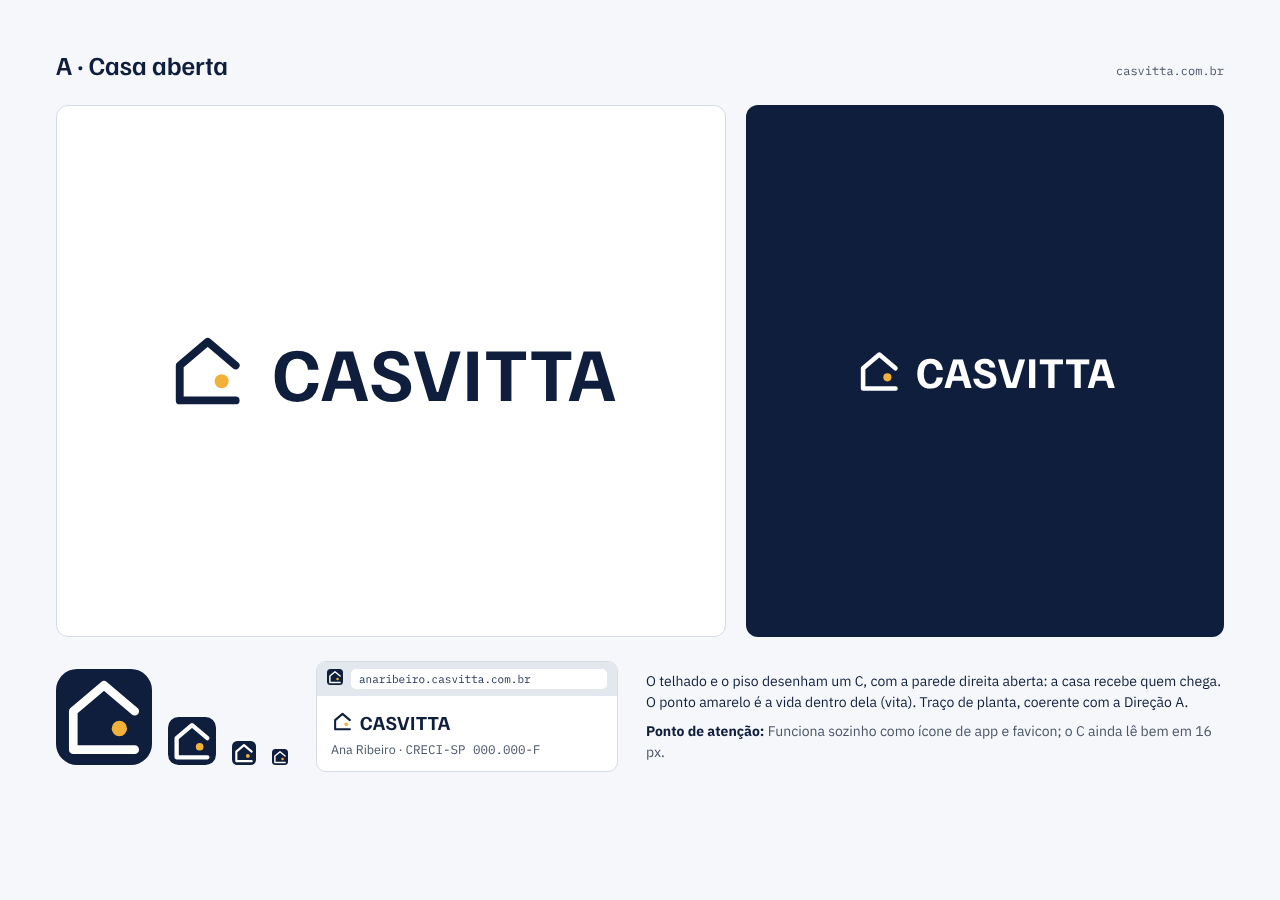 A · Casa aberta
casvitta.com.br
CASVITTA
CASVITTA
anaribeiro.casvitta.com.br
CASVITTA
Ana Ribeiro · CRECI-SP 000.000-F
O telhado e o piso desenham um C, com a parede direita aberta: a casa recebe quem chega.
O ponto amarelo é a vida dentro dela (vita). Traço de planta, coerente com a Direção A.
Ponto de atenção: Funciona sozinho como ícone de app e favicon; o C ainda lê bem em 16
px.